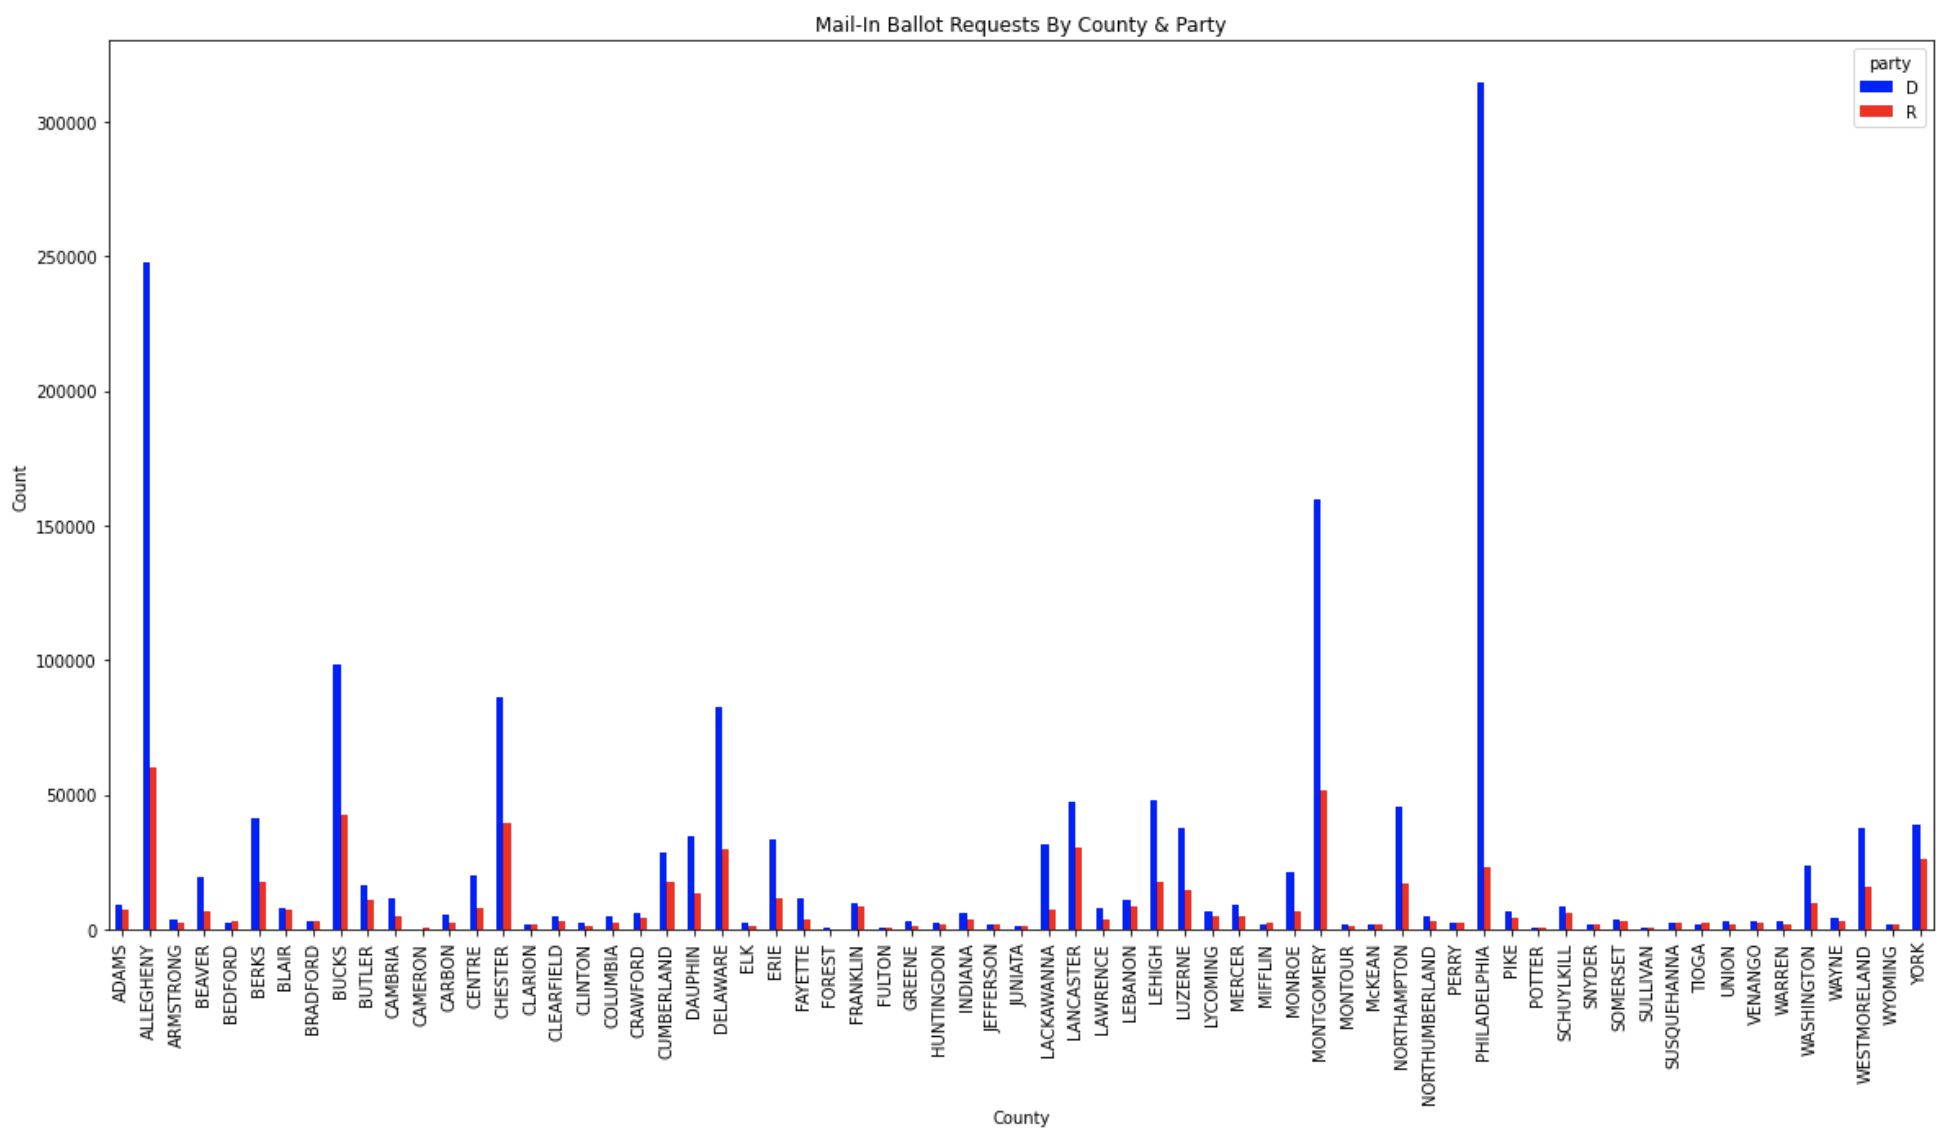 Mail-In Ballot Requests By County & Party
party
D
R
300000
250000
200000
150000
100000
50000
0
Count
ADAMS
ALLEGHENY
ARMSTRONG
BEAVER
BEDFORD
BERKS
BLAIR
BRADFORD
BUCKS
BUTLER
CAMBRIA
CAMERON
CARBON
CENTRE
CHESTER
CLARION
CLEARFIELD
CLINTON
COLUMBIA
CRAWFORD
CUMBERLAND
DAUPHIN
DELAWARE
ELK
ERIE
FAYETTE
FOREST
FRANKLIN
FULTON
GREENE
HUNTINGDON
INDIANA
JEFFERSON
JUNIATA
LACKAWANNA
LANCASTER
LAWRENCE
LEBANON
LEHIGH
LUZERNE
LYCOMING
MERCER
MIFFLIN
MONROE
MONTGOMERY
MONTOUR
McKEAN
NORTHAMPTON
NORTHUMBERLAND
PERRY
PHILADELPHIA
PIKE
POTTER
SCHUYLKILL
SNYDER
SOMERSET
SULLIVAN
SUSQUEHANNA
TIOGA
UNION
VENANGO
WARREN
WASHINGTON
WAYNE
WESTMORELAND
WYOMING
YORK
County